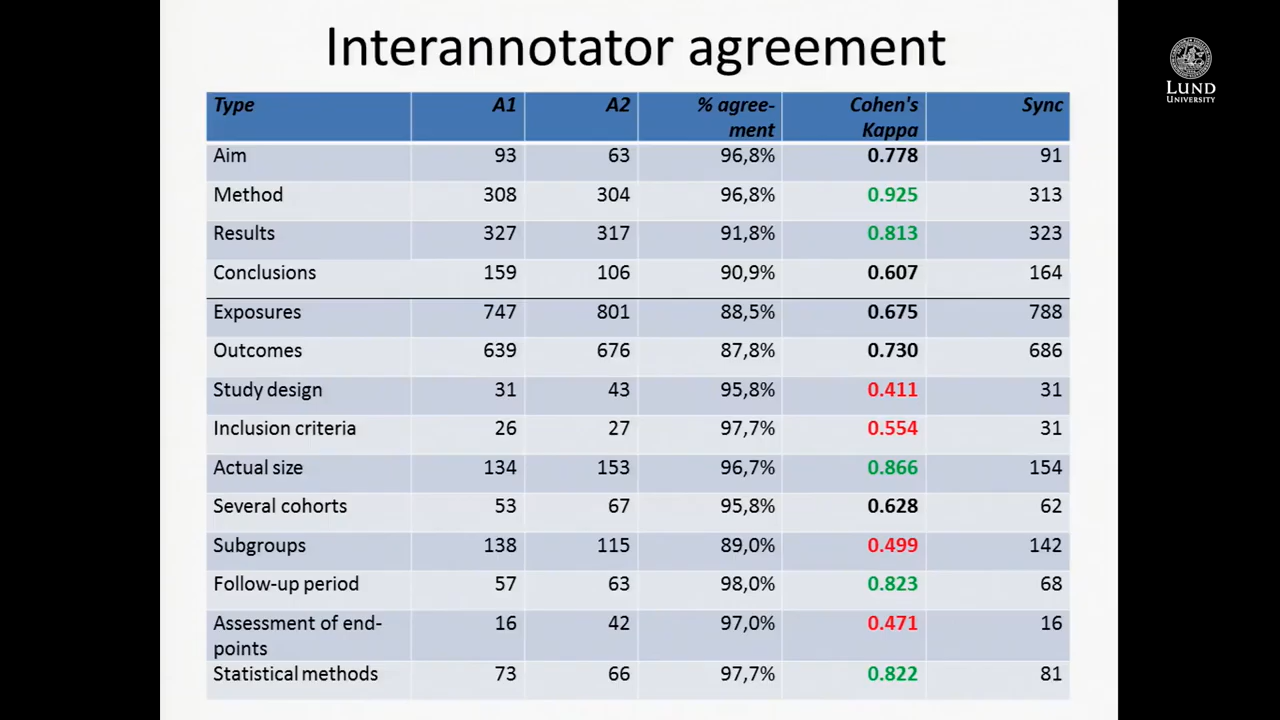 Interannotator agreement
LUND
UNIVERSITY
Type A1 A2 % agree- Cohen's Sync
ment Kappa
Aim 93 63 96,8% 0.778 91
Method 308 304 96,8% 0.925 313
Results 327 317 91,8% 0.813 323
Conclusions 159 106 90,9% 0.607 164
Exposures 747 801 88,5% 0.675 788
Outcomes 639 676 87,8% 0.730 686
Study design 31 43 95,8% 0.411 31
Inclusion criteria 26 27 97,7% 0.554 31
Actual size 134 153 96,7% 0.866 154
Several cohorts 53 67 95,8% 0.628 62
Subgroups 138 115 89,0% 0.499 142
Follow-up period 57 63 98,0% 0.823 68
Assessment of end- 16 42 97,0% 0.471 16
points
Statistical methods 73 66 97,7% 0.822 81